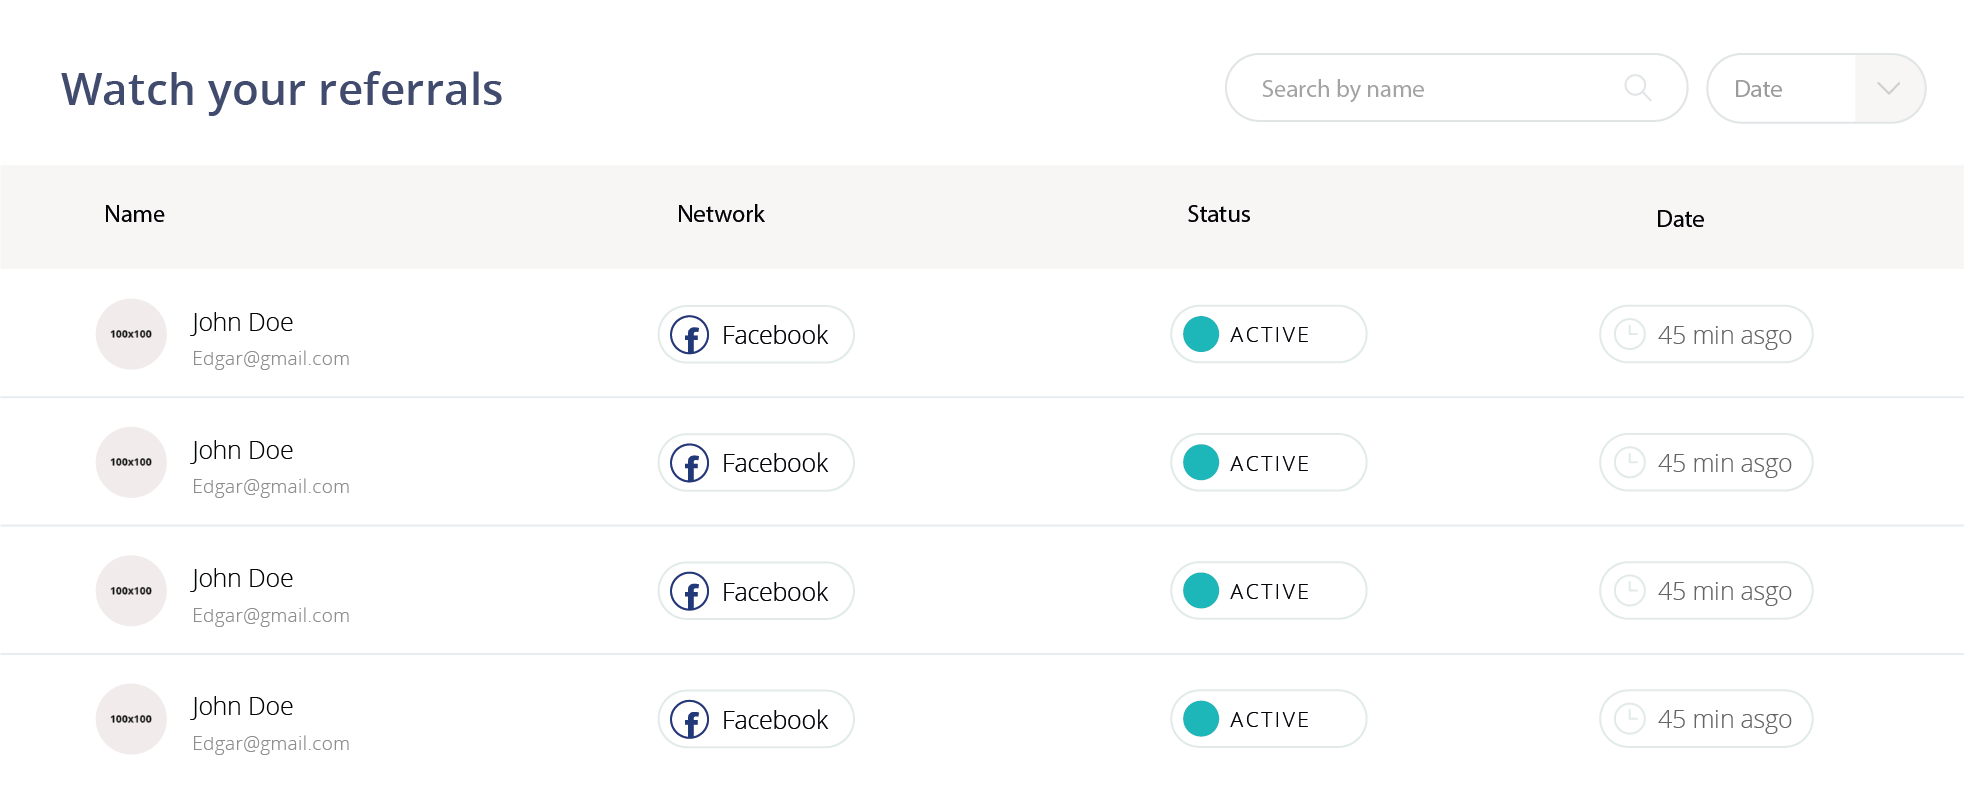 Watch your referrals
Search by name
Date
Name Network Status Date
100x100 John Doe Facebook ACTIVE 45 min asgo
Edgar@gmail.com
100x100 John Doe Facebook ACTIVE 45 min asgo
Edgar@gmail.com
100x100 John Doe Facebook ACTIVE 45 min asgo
Edgar@gmail.com
100x100 John Doe Facebook ACTIVE 45 min asgo
Edgar@gmail.com